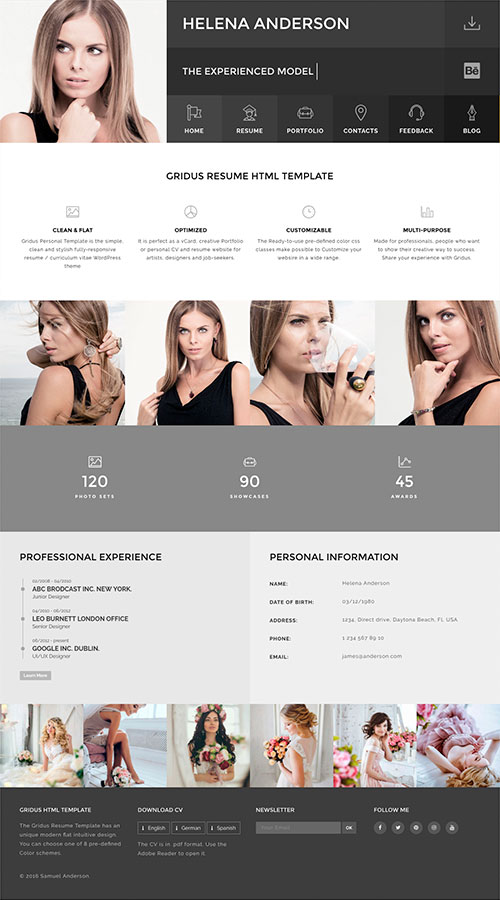 HELENA ANDERSON
THE EXPERIENCED MODEL
Bē
HOME
RESUME
PORTFOLIO
CONTACTS
FEEDBACK
BLOG
GRIDUS RESUME HTML TEMPLATE
CLEAN & FLAT
Gridus Personal Template is the simple,
clean and stylish fully-responsive
resume / curriculum vitae WordPress
theme.
OPTIMIZED
It is perfect as a vCard, creative Portfolio
or personal CV and resume website for
artists, designers and job-seekers.
CUSTOMIZABLE
The Ready-to-use pre-defined color css
classes make possible to Customize your
website in a wide range.
MULTI-PURPOSE
Made for professionals, people who want
to show their creative way to success.
Share your experience with Gridus.
120
PHOTO SETS
90
SHOWCASES
45
AWARDS
PROFESSIONAL EXPERIENCE
02/2008 - 04/2010
ABC BRODCAST INC. NEW YORK.
Junior Designer
04/2010 - 06/2012
LEO BURNETT LONDON OFFICE
Senior Designer
06/2012 - present
GOOGLE INC. DUBLIN.
UI/UX Designer
Learn More
PERSONAL INFORMATION
NAME: Helena Anderson
DATE OF BIRTH: 03/12/1980
ADDRESS: 1234, Direct drive, Daytona Beach, FL USA.
PHONE: 1 234 567 89 10
EMAIL: james@anderson.com
GRIDUS HTML TEMPLATE
The Gridus Resume Template has an
unique modern flat intuitive design.
You can choose one of 8 pre-defined
Color schemes.
© 2016 Samuel Anderson
DOWNLOAD CV
English
German
Spanish
The CV is in .pdf format. Use the
Adobe Reader to open it.
NEWSLETTER
Your Email
OK
FOLLOW ME